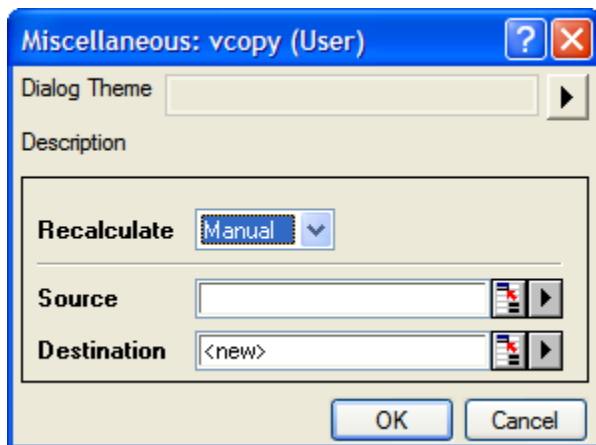 Miscellaneous: vcopy (User)
Dialog Theme
Description
Recalculate Manual
Source
Destination <new>
OK Cancel